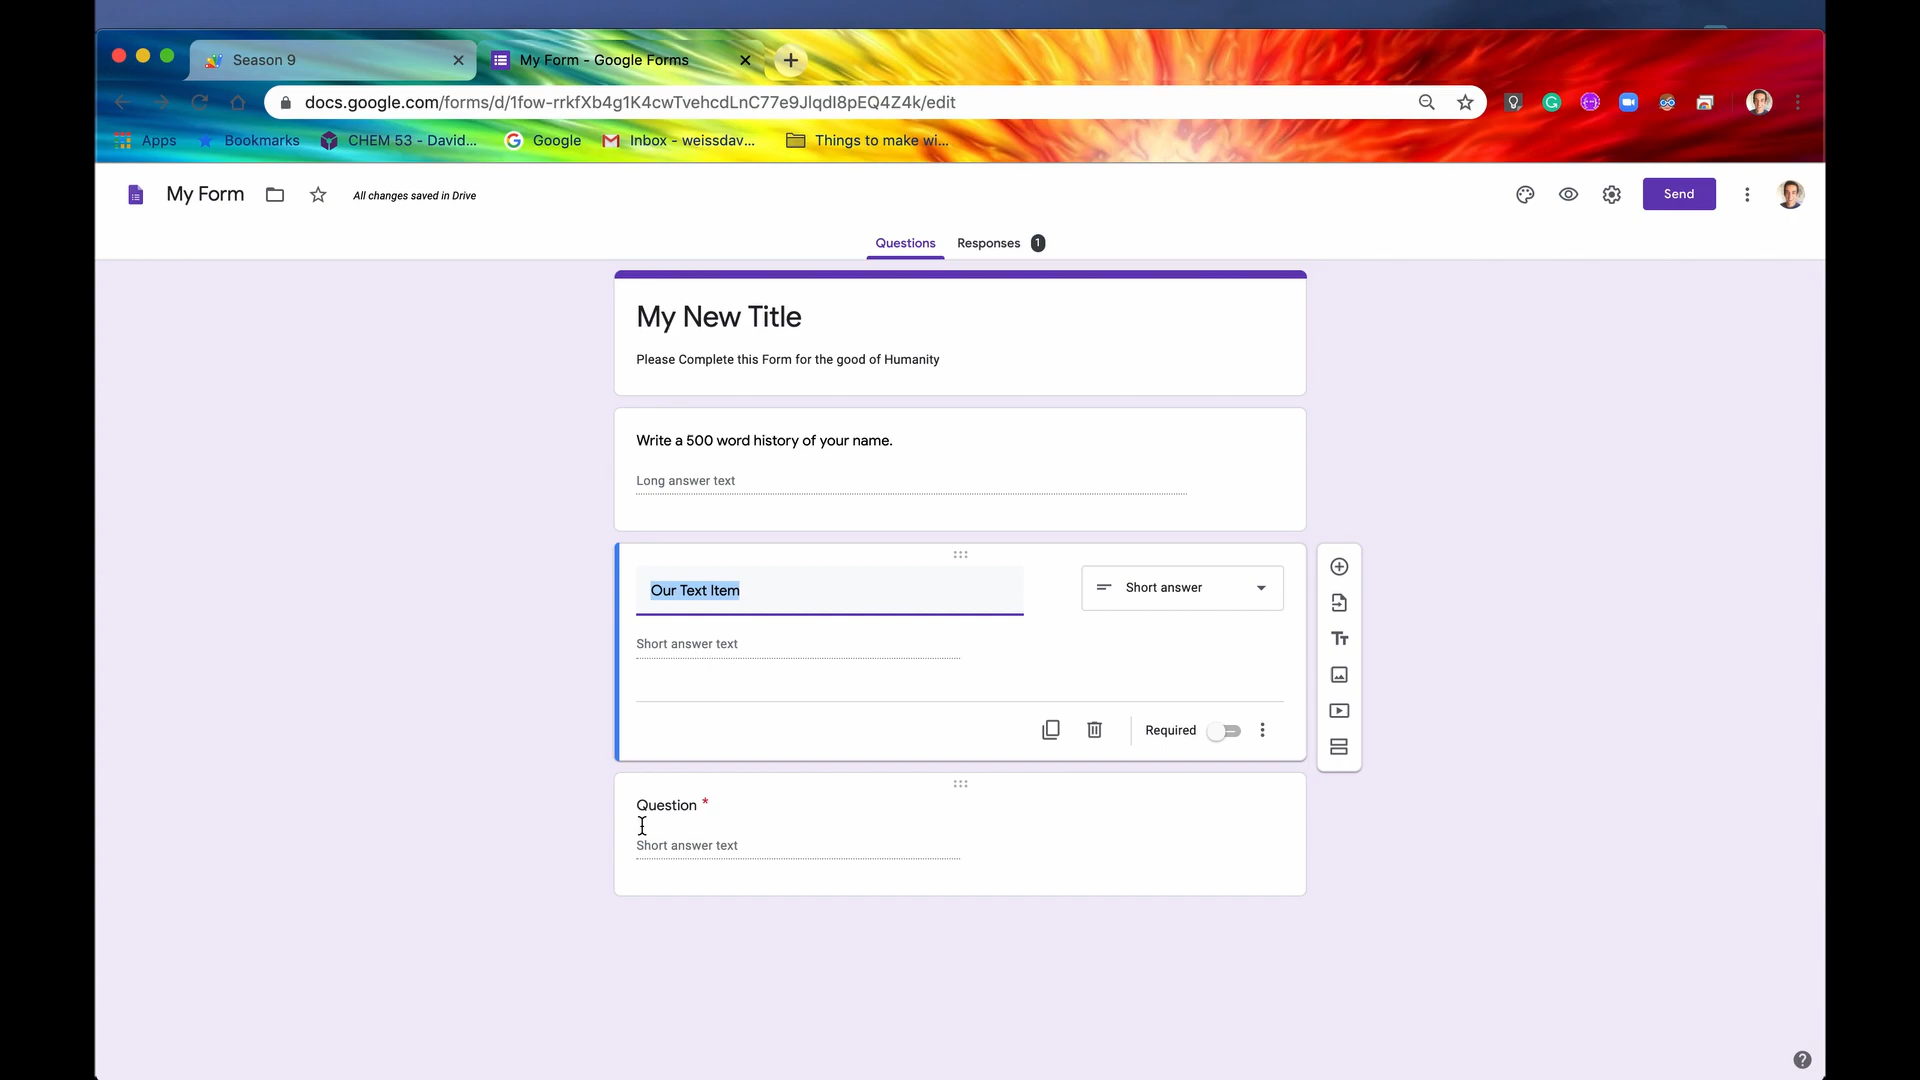 Season 9
My Form - Google Forms
docs.google.com/forms/d/1fow-rrkfXb4g1K4cwTvehcdLnC77e9JlqdI8pEQ4Z4k/edit
Apps Bookmarks CHEM 53 - David... Google Inbox - weissdav... Things to make wi...
My Form All changes saved in Drive Send
Questions Responses 1
My New Title
Please Complete this Form for the good of Humanity
Write a 500 word history of your name.
Long answer text
Our Text Item Short answer
Short answer text
Required
Question *
Short answer text